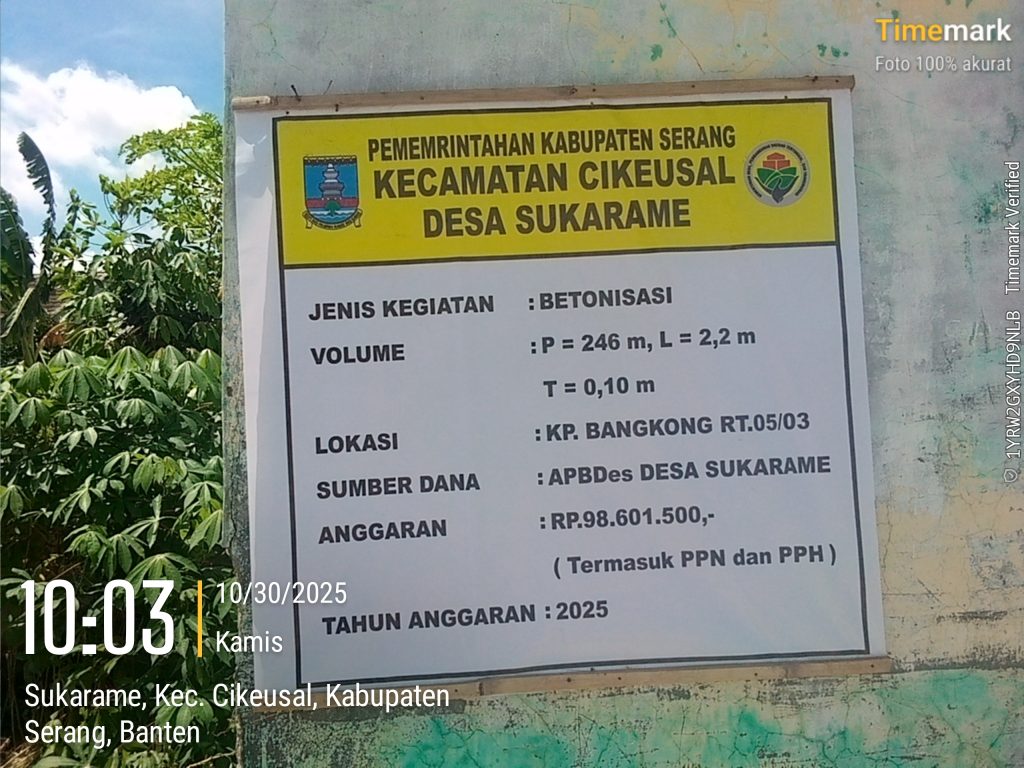 Timemark
Foto 100% akurat
PEMEMRINTAHAN KABUPATEN SERANG
KECAMATAN CIKEUSAL
DESA SUKARAME
JENIS KEGIATAN : BETONISASI
VOLUME : P = 246 m, L = 2,2 m
T = 0,10 m
LOKASI : KP. BANGKONG RT.05/03
SUMBER DANA : APBDes DESA SUKARAME
ANGGARAN : RP.98.601.500,-
( Termasuk PPN dan PPH )
TAHUN ANGGARAN : 2025
10:03
10/30/2025
Kamis
Sukarame, Kec. Cikeusal, Kabupaten
Serang, Banten
© 1YRW2GXYHD9NLB Timemark Verified